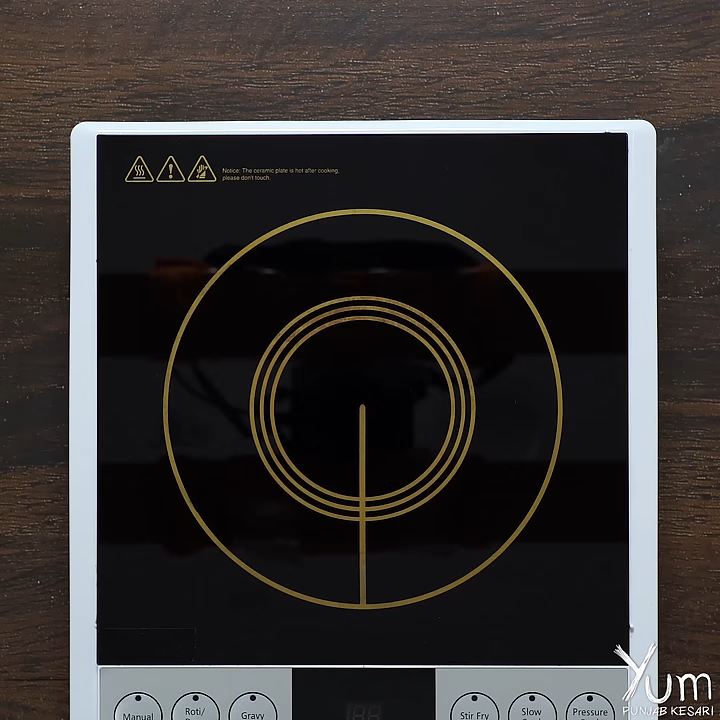 Notice: The ceramic plate is hot after cooking,
please don't touch.
Manual
Roti/
Gravy
Stir Fry
Slow
Pressure
Yum
PUNJAB KESARI